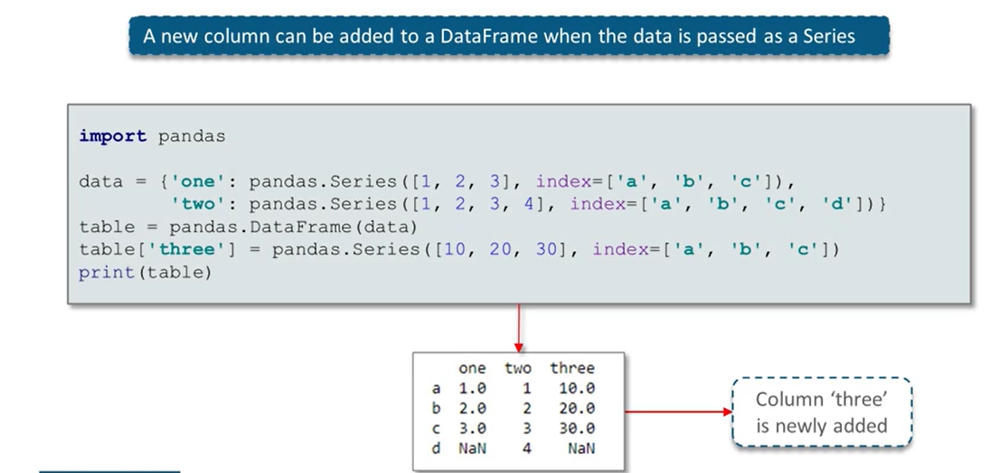 A new column can be added to a DataFrame when the data is passed as a Series
import pandas
data = {'one': pandas.Series([1, 2, 3], index=['a', 'b', 'c']),
'two': pandas.Series([1, 2, 3, 4], index=['a', 'b', 'c', 'd'])}
table = pandas.DataFrame(data)
table['three'] = pandas.Series([10, 20, 30], index=['a', 'b', 'c'])
print(table)
one two three
a 1.0 1 10.0
b 2.0 2 20.0
c 3.0 3 30.0
d NaN 4 NaN
Column ‘three’
is newly added